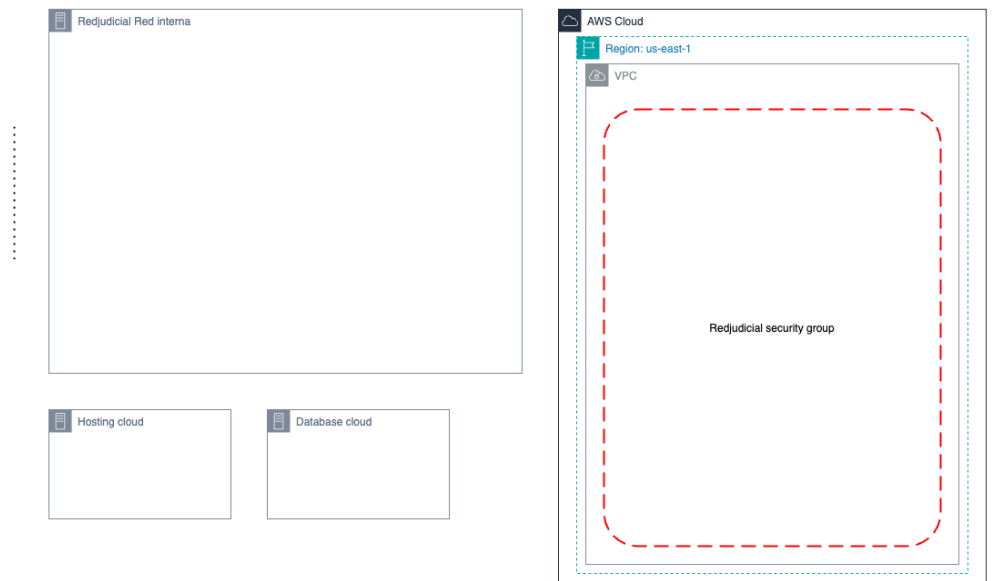 Redjudicial Red interna
AWS Cloud
Region: us-east-1
VPC
Redjudicial security group
Hosting cloud
Database cloud